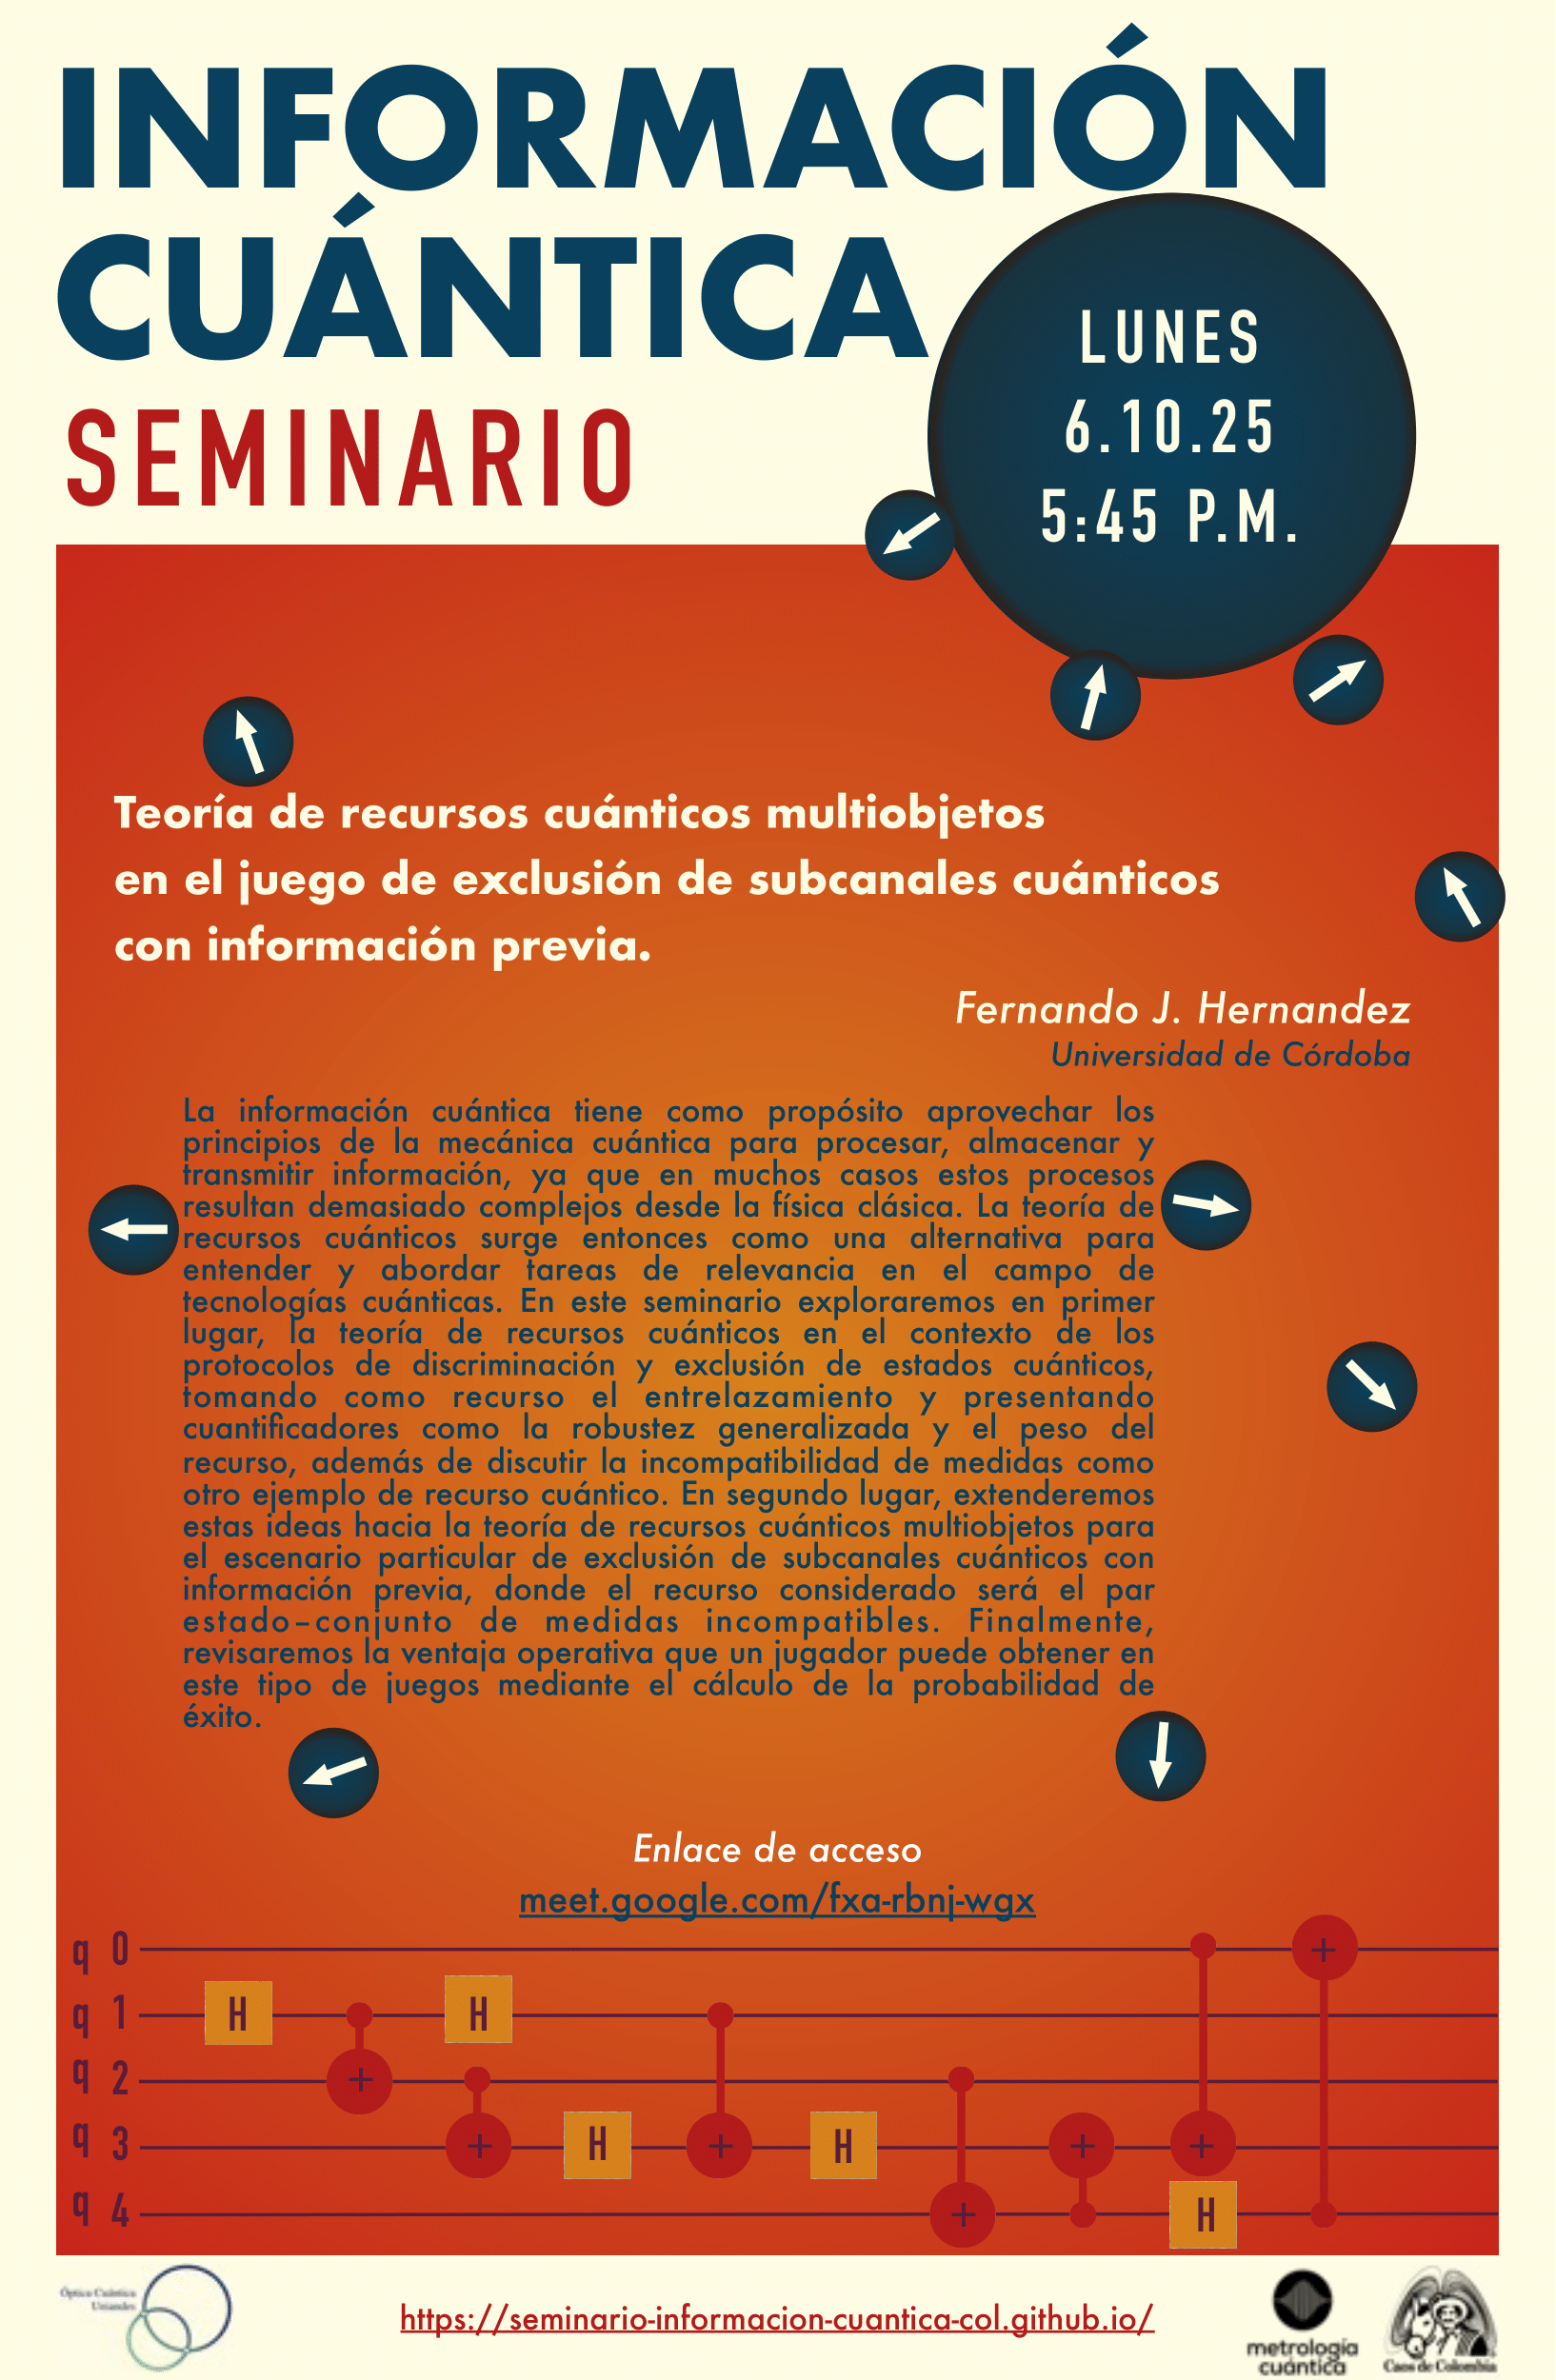 INFORMACIÓN
CUÁNTICA
SEMINARIO
LUNES
6.10.25
5:45 P.M.
Teoría de recursos cuánticos multiobjetos
en el juego de exclusión de subcanales cuánticos
con información previa.
Fernando J. Hernandez
Universidad de Córdoba
La información cuántica tiene como propósito aprovechar los
principios de la mecánica cuántica para procesar, almacenar y
transmitir información, ya que en muchos casos estos procesos
resultan demasiado complejos desde la física clásica. La teoría de
recursos cuánticos surge entonces como una alternativa para
entender y abordar tareas de relevancia en el campo de
tecnologías cuánticas. En este seminario exploraremos en primer
lugar, la teoría de recursos cuánticos en el contexto de los
protocolos de discriminación y exclusión de estados cuánticos,
tomando como recurso el entrelazamiento y presentando
cuantificadores como la robustez generalizada y el peso del
recurso, además de discutir la incompatibilidad de medidas como
otro ejemplo de recurso cuántico. En segundo lugar, extenderemos
estas ideas hacia la teoría de recursos cuánticos multiobjetos para
el escenario particular de exclusión de subcanales cuánticos con
información previa, donde el recurso considerado será el par
estado-conjunto de medidas incompatibles. Finalmente,
revisaremos la ventaja operativa que un jugador puede obtener en
este tipo de juegos mediante el cálculo de la probabilidad de
éxito.
Enlace de acceso
meet.google.com/fxa-rbnj-wgx
q 0 +
q 1 H H
q 2 +
q 3 + H + H + +
q 4 + H
Óptica Cuántica
Uniandes
https://seminario-informacion-cuantica-col.github.io/
metrología
cuántica
Caos de Colombia